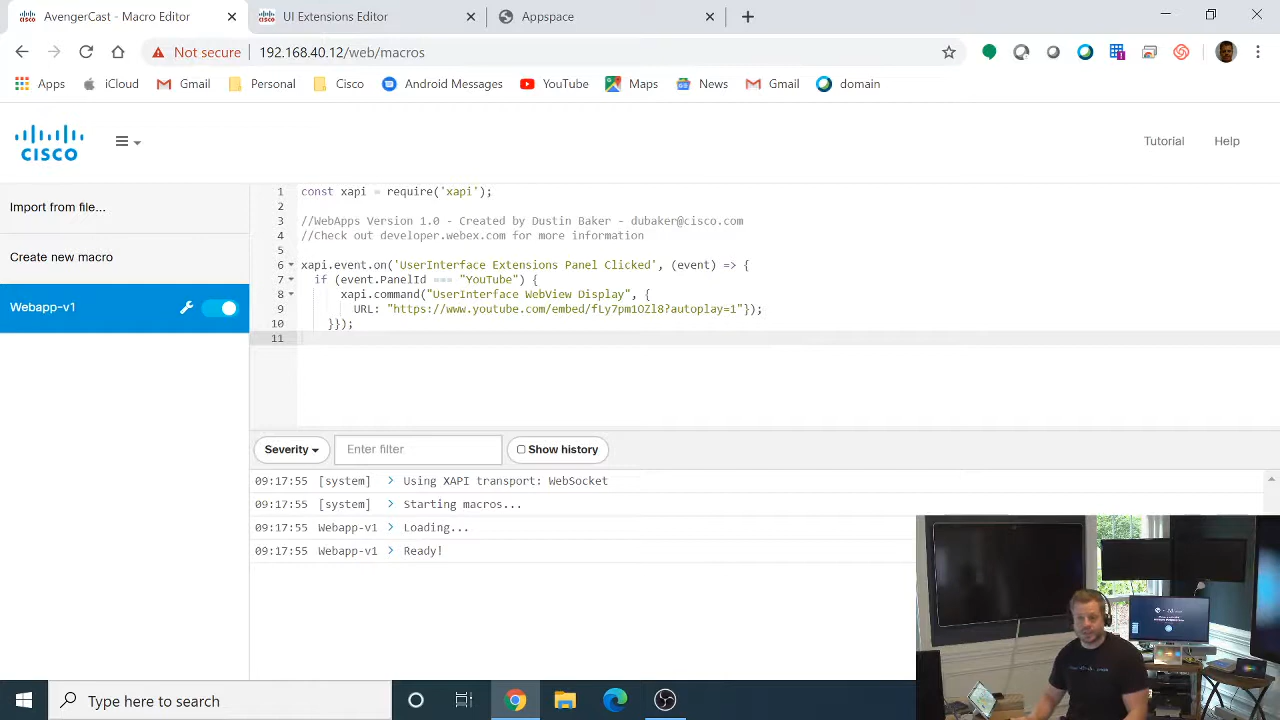 AvengerCast - Macro Editor
UI Extensions Editor
Appspace
Not secure
192.168.40.12/web/macros
Apps
iCloud
Gmail
Personal
Cisco
Android Messages
YouTube
Maps
News
Gmail
domain
CISCO
Tutorial
Help
Import from file...
Create new macro
Webapp-v1
1 const xapi = require('xapi');
2
3 //WebApps Version 1.0 - Created by Dustin Baker - dubaker@cisco.com
4 //Check out developer.webex.com for more information
5
6 xapi.event.on('UserInterface Extensions Panel Clicked', (event) => {
7 if (event.PanelId === "YouTube") {
8 xapi.command("UserInterface WebView Display", {
9 URL: "https://www.youtube.com/embed/fLy7pm1OZl8?autoplay=1"});
10 }});
11
Severity
Enter filter
Show history
09:17:55 [system] > Using XAPI transport: WebSocket
09:17:55 [system] > Starting macros...
09:17:55 Webapp-v1 > Loading...
09:17:55 Webapp-v1 > Ready!
Type here to search